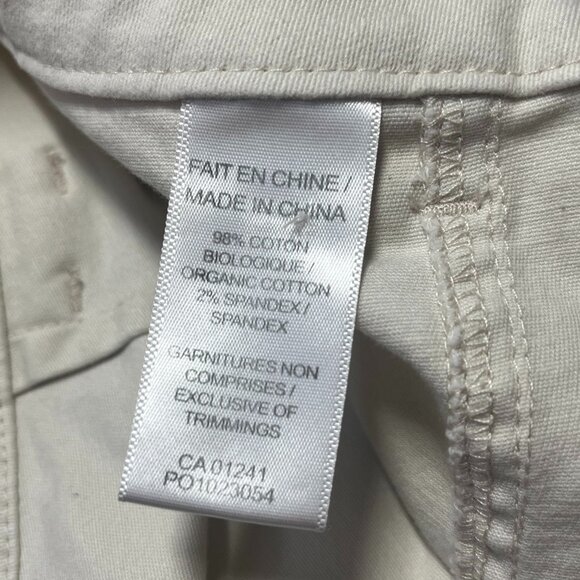 FAIT EN CHINE /
MADE IN CHINA
98% COTON
BIOLOGIQUE /
ORGANIC COTTON
2% SPANDEX /
SPANDEX
GARNITURES NON
COMPRISES /
EXCLUSIVE OF
TRIMMINGS
CA 01241
PO1023054